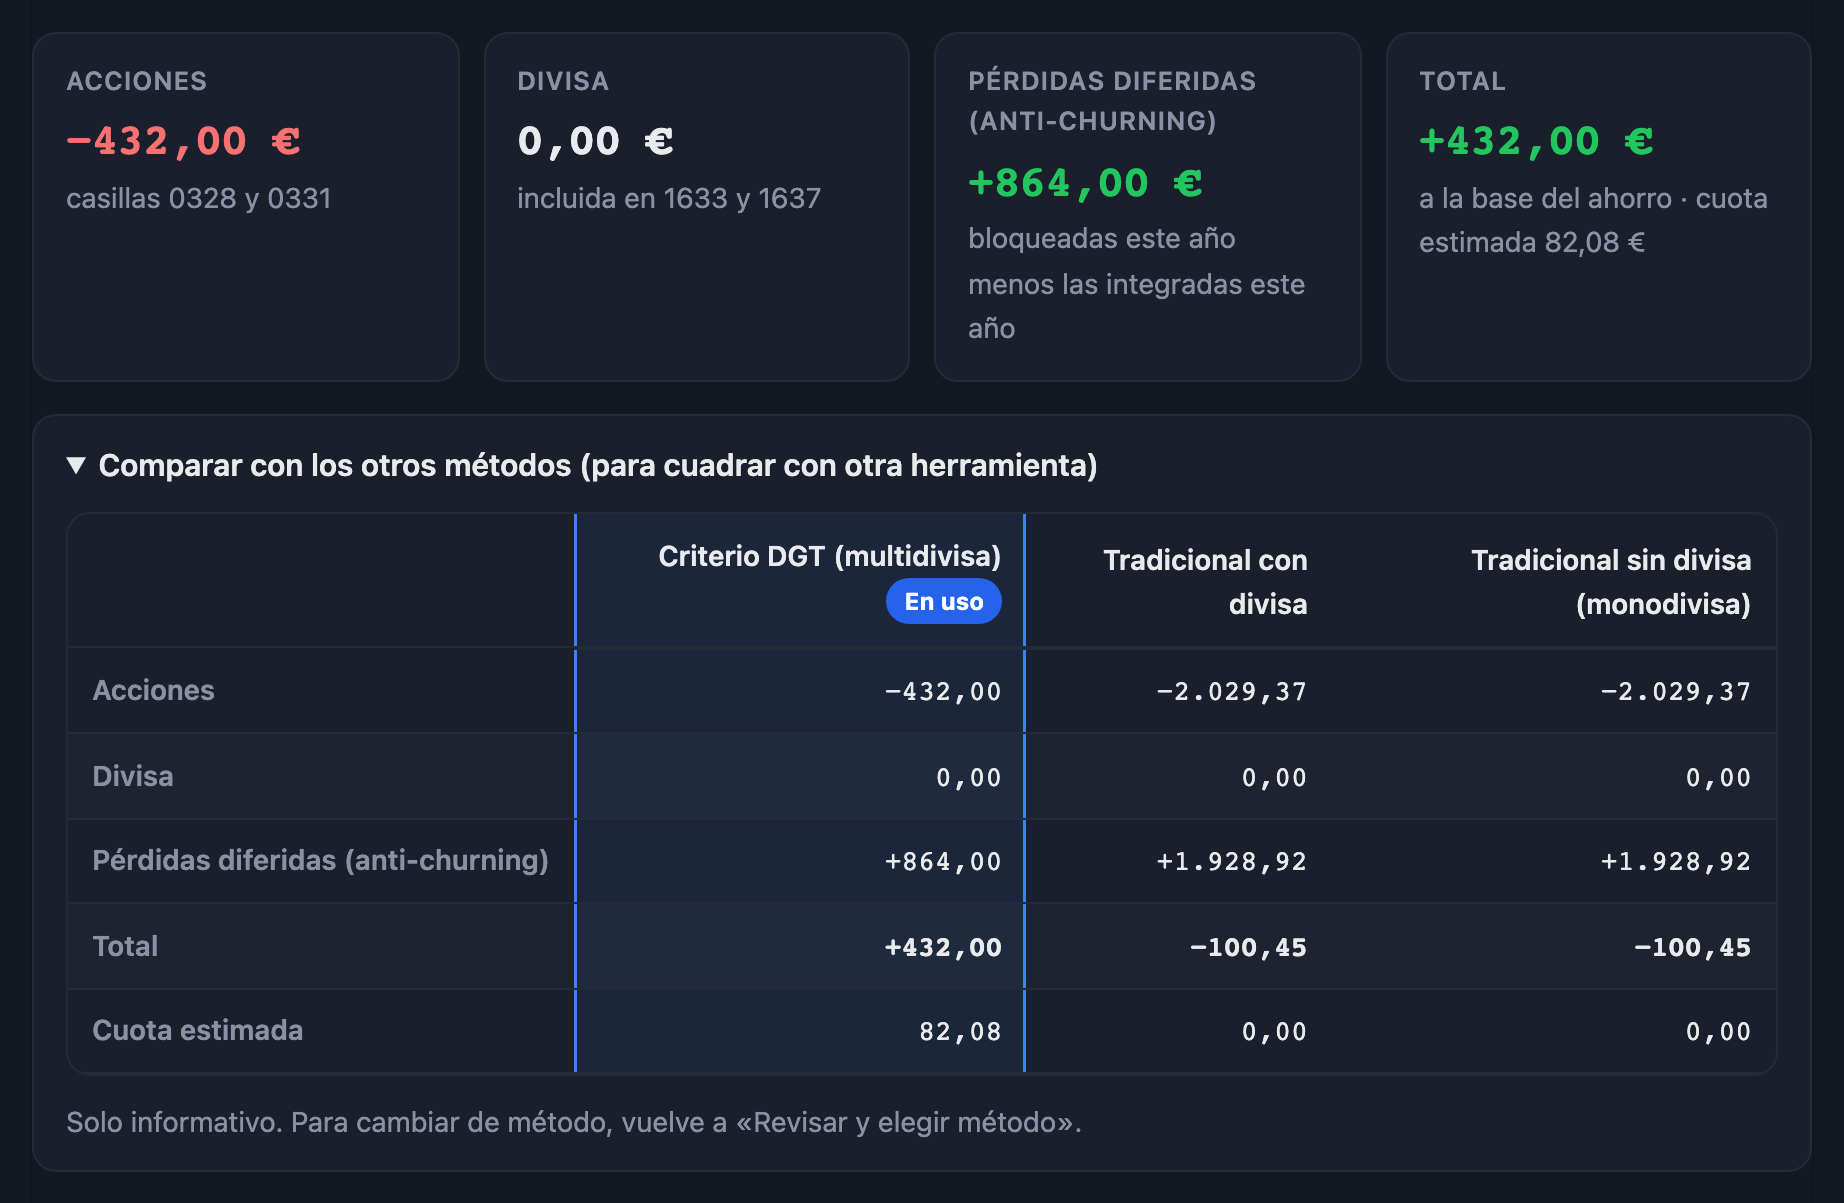 ACCIONES
−432,00 €
casillas 0328 y 0331
DIVISA
0,00 €
incluida en 1633 y 1637
PÉRDIDAS DIFERIDAS
(ANTI-CHURNING)
+864,00 €
bloqueadas este año
menos las integradas este
año
TOTAL
+432,00 €
a la base del ahorro · cuota
estimada 82,08 €
▼ Comparar con los otros métodos (para cuadrar con otra herramienta)
Criterio DGT (multidivisa)
En uso
Tradicional con
divisa
Tradicional sin divisa
(monodivisa)
Acciones −432,00 −2.029,37 −2.029,37
Divisa 0,00 0,00 0,00
Pérdidas diferidas (anti-churning) +864,00 +1.928,92 +1.928,92
Total +432,00 −100,45 −100,45
Cuota estimada 82,08 0,00 0,00
Solo informativo. Para cambiar de método, vuelve a «Revisar y elegir método».